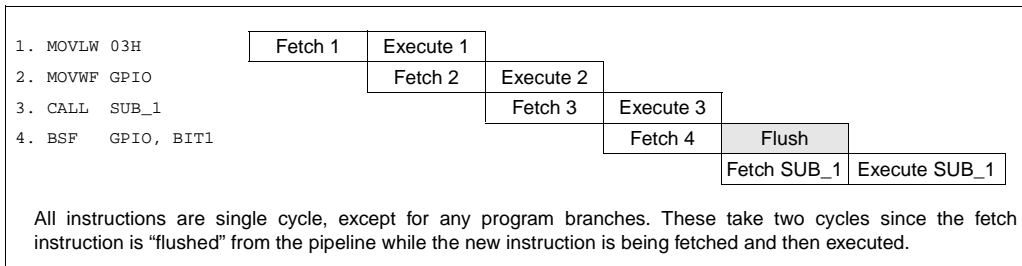 1. MOVLW 03H Fetch 1 Execute 1
2. MOVWF GPIO Fetch 2 Execute 2
3. CALL SUB_1 Fetch 3 Execute 3
4. BSF GPIO, BIT1 Fetch 4 Flush
Fetch SUB_1 Execute SUB_1
All instructions are single cycle, except for any program branches. These take two cycles since the fetch
instruction is “flushed” from the pipeline while the new instruction is being fetched and then executed.